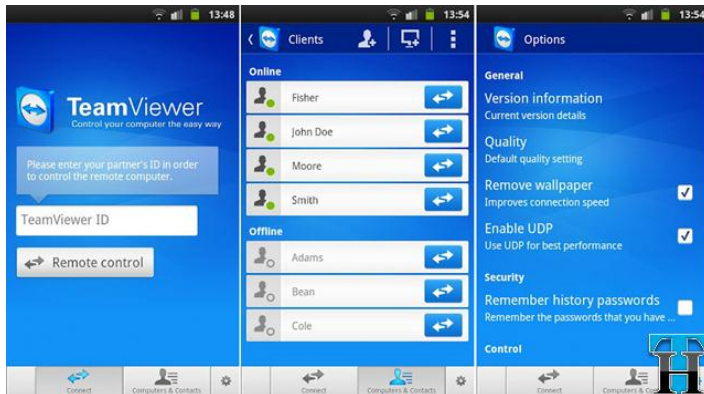 13:48
TeamViewer
Control your computer the easy way
Please enter your partner's ID in order
to control the remote computer.
TeamViewer ID
Remote control
Connect
Computers & Contacts
13:54
Clients
Online
Fisher
John Doe
Moore
Smith
Offline
Adams
Bean
Cole
Connect
Computers & Contacts
13:54
Options
General
Version information
Current version details
Quality
Default quality setting
Remove wallpaper
Improves connection speed
Enable UDP
Use UDP for best performance
Security
Remember history passwords
Remember the passwords that you have ...
Control
Connect
Computers &
H